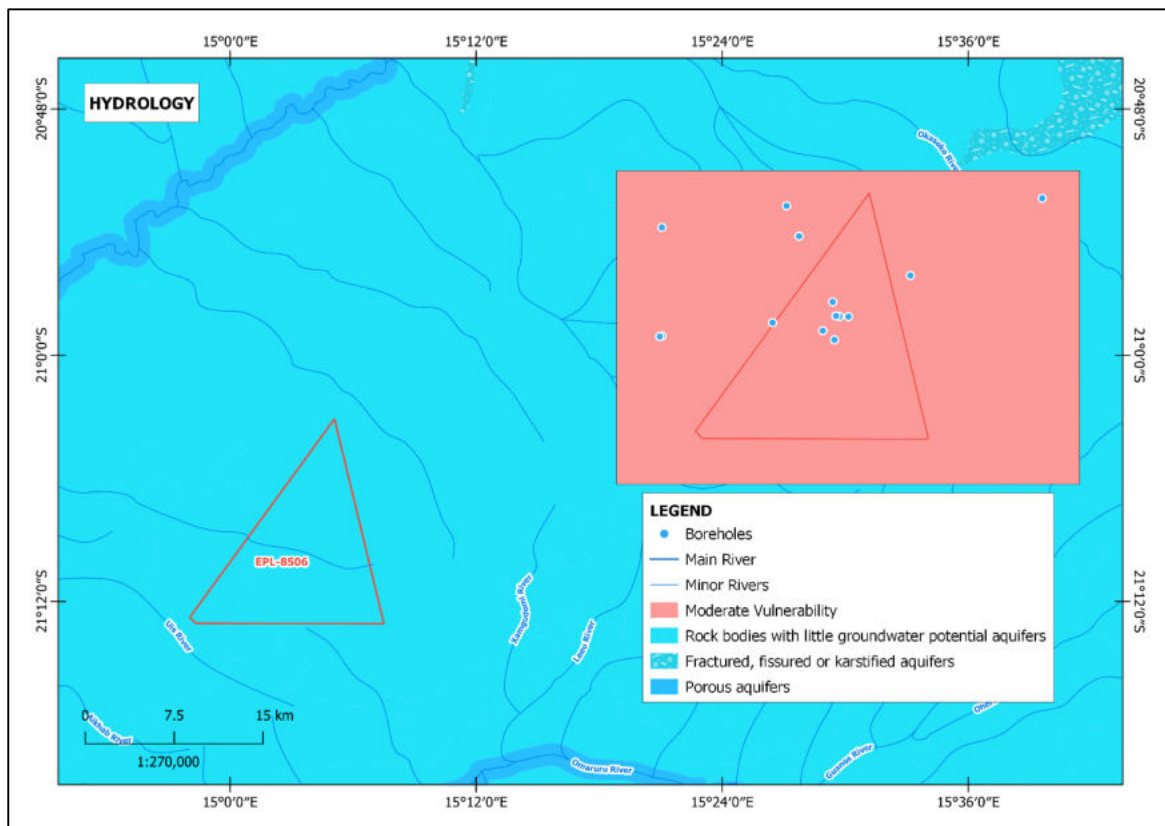 15°0'0"E 15°12'0"E 15°24'0"E 15°36'0"E
HYDROLOGY
20°48'0"S
20°48'0"S
21°0'0"S
21°0'0"S
21°12'0"S
21°12'0"S
EPL-8506
Uis River
Kamgudoni River
Leeu River
Omaruru River
Guanos River
LEGEND
Boreholes
Main River
Minor Rivers
Moderate Vulnerability
Rock bodies with little groundwater potential aquifers
Fractured, fissured or karstified aquifers
Porous aquifers
0 7.5 15 km
1:270,000
15°0'0"E 15°12'0"E 15°24'0"E 15°36'0"E